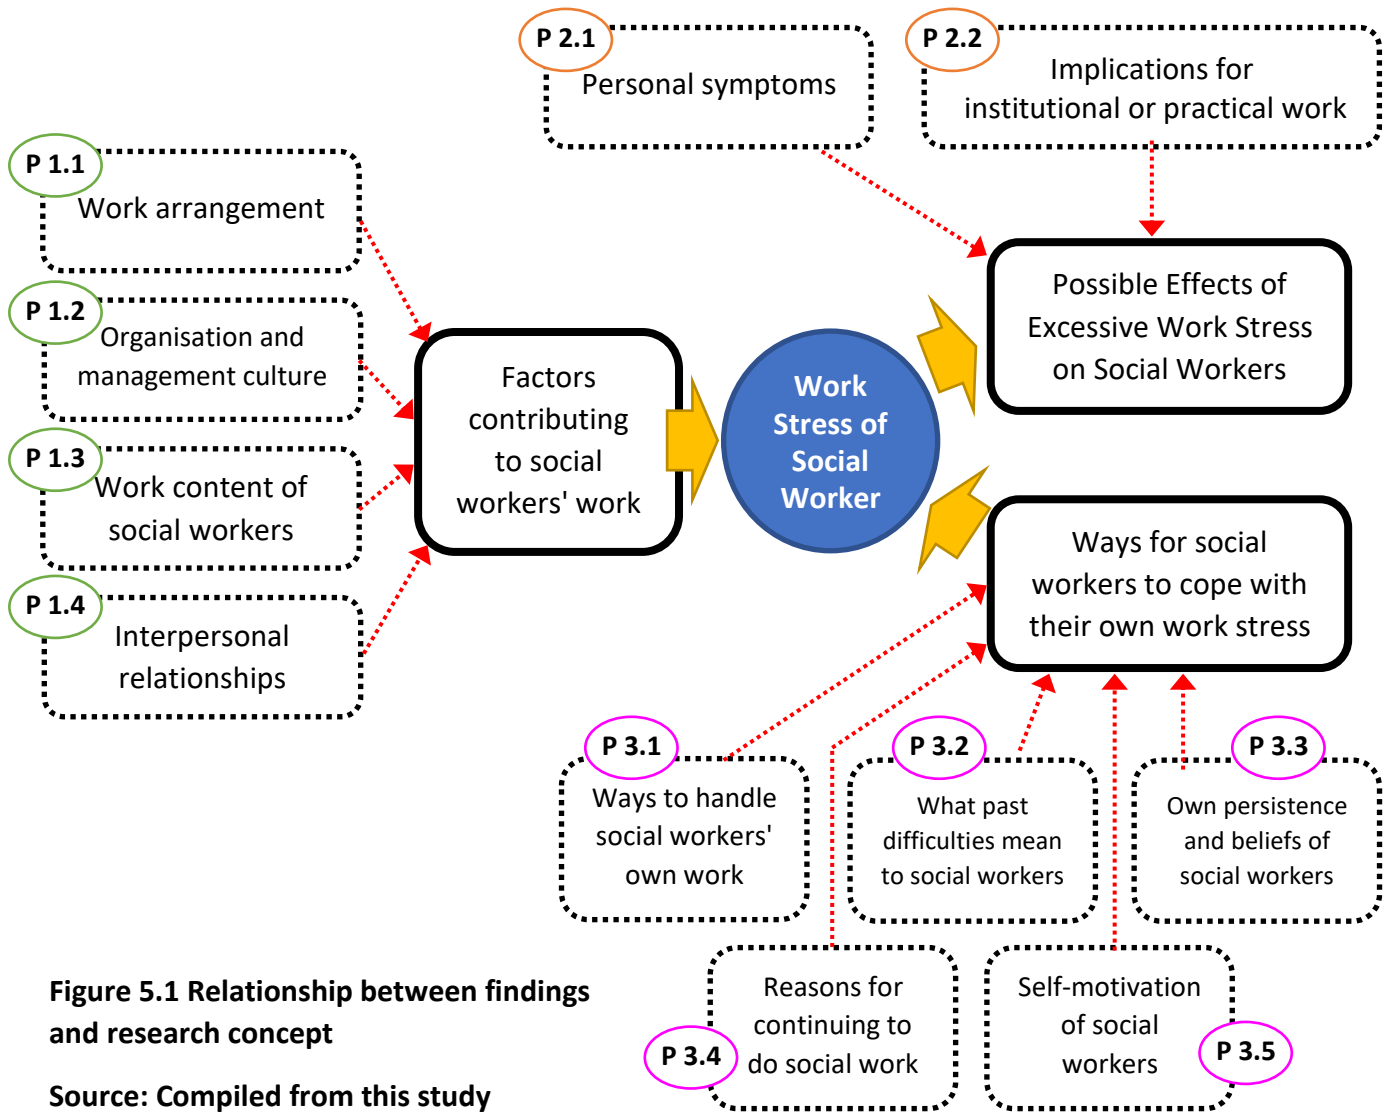 P 2.1
Personal symptoms
P 2.2
Implications for
institutional or practical work
P 1.1
Work arrangement
P 1.2
Organisation and
management culture
P 1.3
Work content of
social workers
P 1.4
Interpersonal
relationships
Factors
contributing
to social
workers' work
Work
Stress of
Social
Worker
Possible Effects of
Excessive Work Stress
on Social Workers
Ways for social
workers to cope with
their own work stress
P 3.1
Ways to handle
social workers'
own work
P 3.2
What past
difficulties mean
to social workers
P 3.3
Own persistence
and beliefs of
social workers
P 3.4
Reasons for
continuing to
do social work
P 3.5
Self-motivation
of social
workers
Figure 5.1 Relationship between findings
and research concept
Source: Compiled from this study